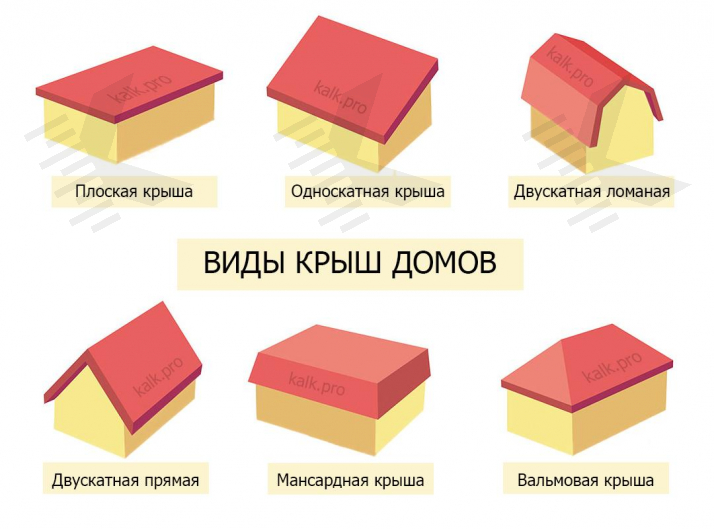 kalk.pro
kalk.pro
kalk.pro
Плоская крыша
Односкатная крыша
Двускатная ломаная
ВИДЫ КРЫШ ДОМОВ
kalk.pro
kalk.pro
kalk.pro
Двускатная прямая
Мансардная крыша
Вальмовая крыша